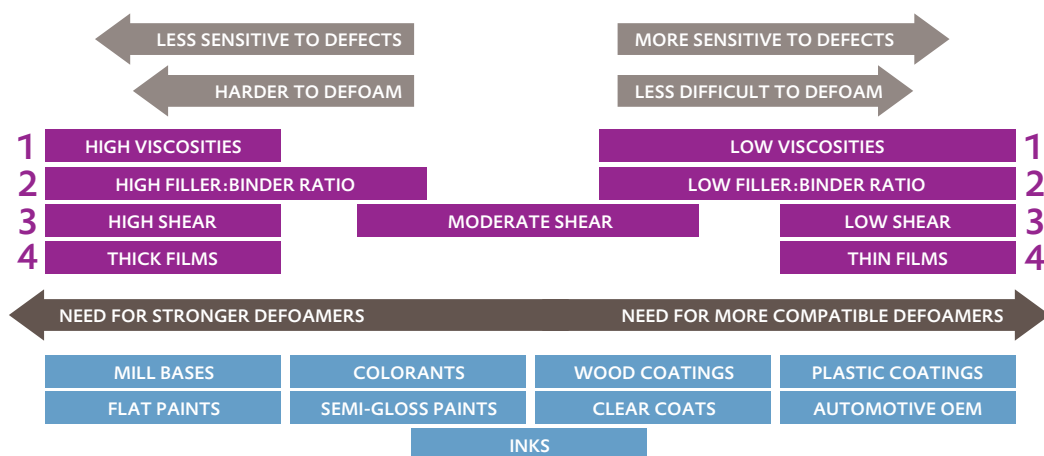 LESS SENSITIVE TO DEFECTS MORE SENSITIVE TO DEFECTS
HARDER TO DEFOAM LESS DIFFICULT TO DEFOAM
1 HIGH VISCOSITIES LOW VISCOSITIES 1
2 HIGH FILLER:BINDER RATIO LOW FILLER:BINDER RATIO 2
3 HIGH SHEAR MODERATE SHEAR LOW SHEAR 3
4 THICK FILMS THIN FILMS 4
NEED FOR STRONGER DEFOAMERS NEED FOR MORE COMPATIBLE DEFOAMERS
MILL BASES COLORANTS WOOD COATINGS PLASTIC COATINGS
FLAT PAINTS SEMI-GLOSS PAINTS CLEAR COATS AUTOMOTIVE OEM
INKS